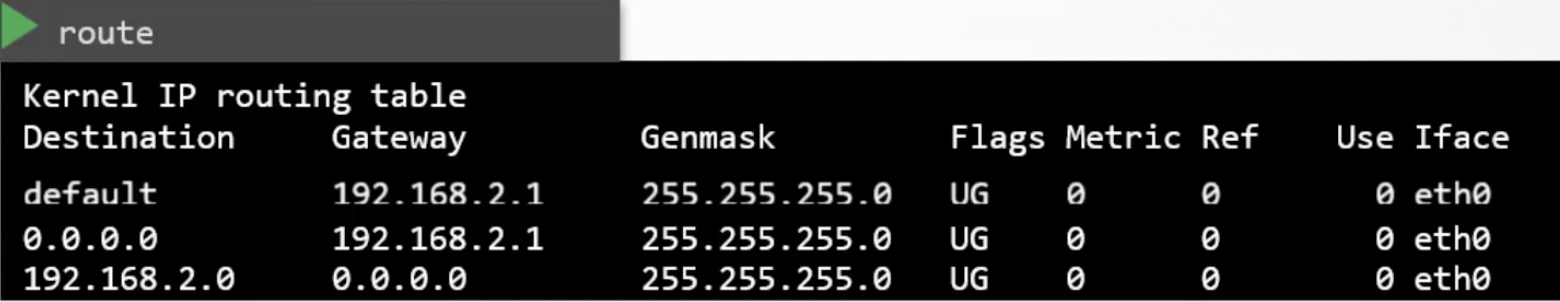 route
Kernel IP routing table
Destination Gateway Genmask Flags Metric Ref Use Iface
default 192.168.2.1 255.255.255.0 UG 0 0 0 eth0
0.0.0.0 192.168.2.1 255.255.255.0 UG 0 0 0 eth0
192.168.2.0 0.0.0.0 255.255.255.0 UG 0 0 0 eth0